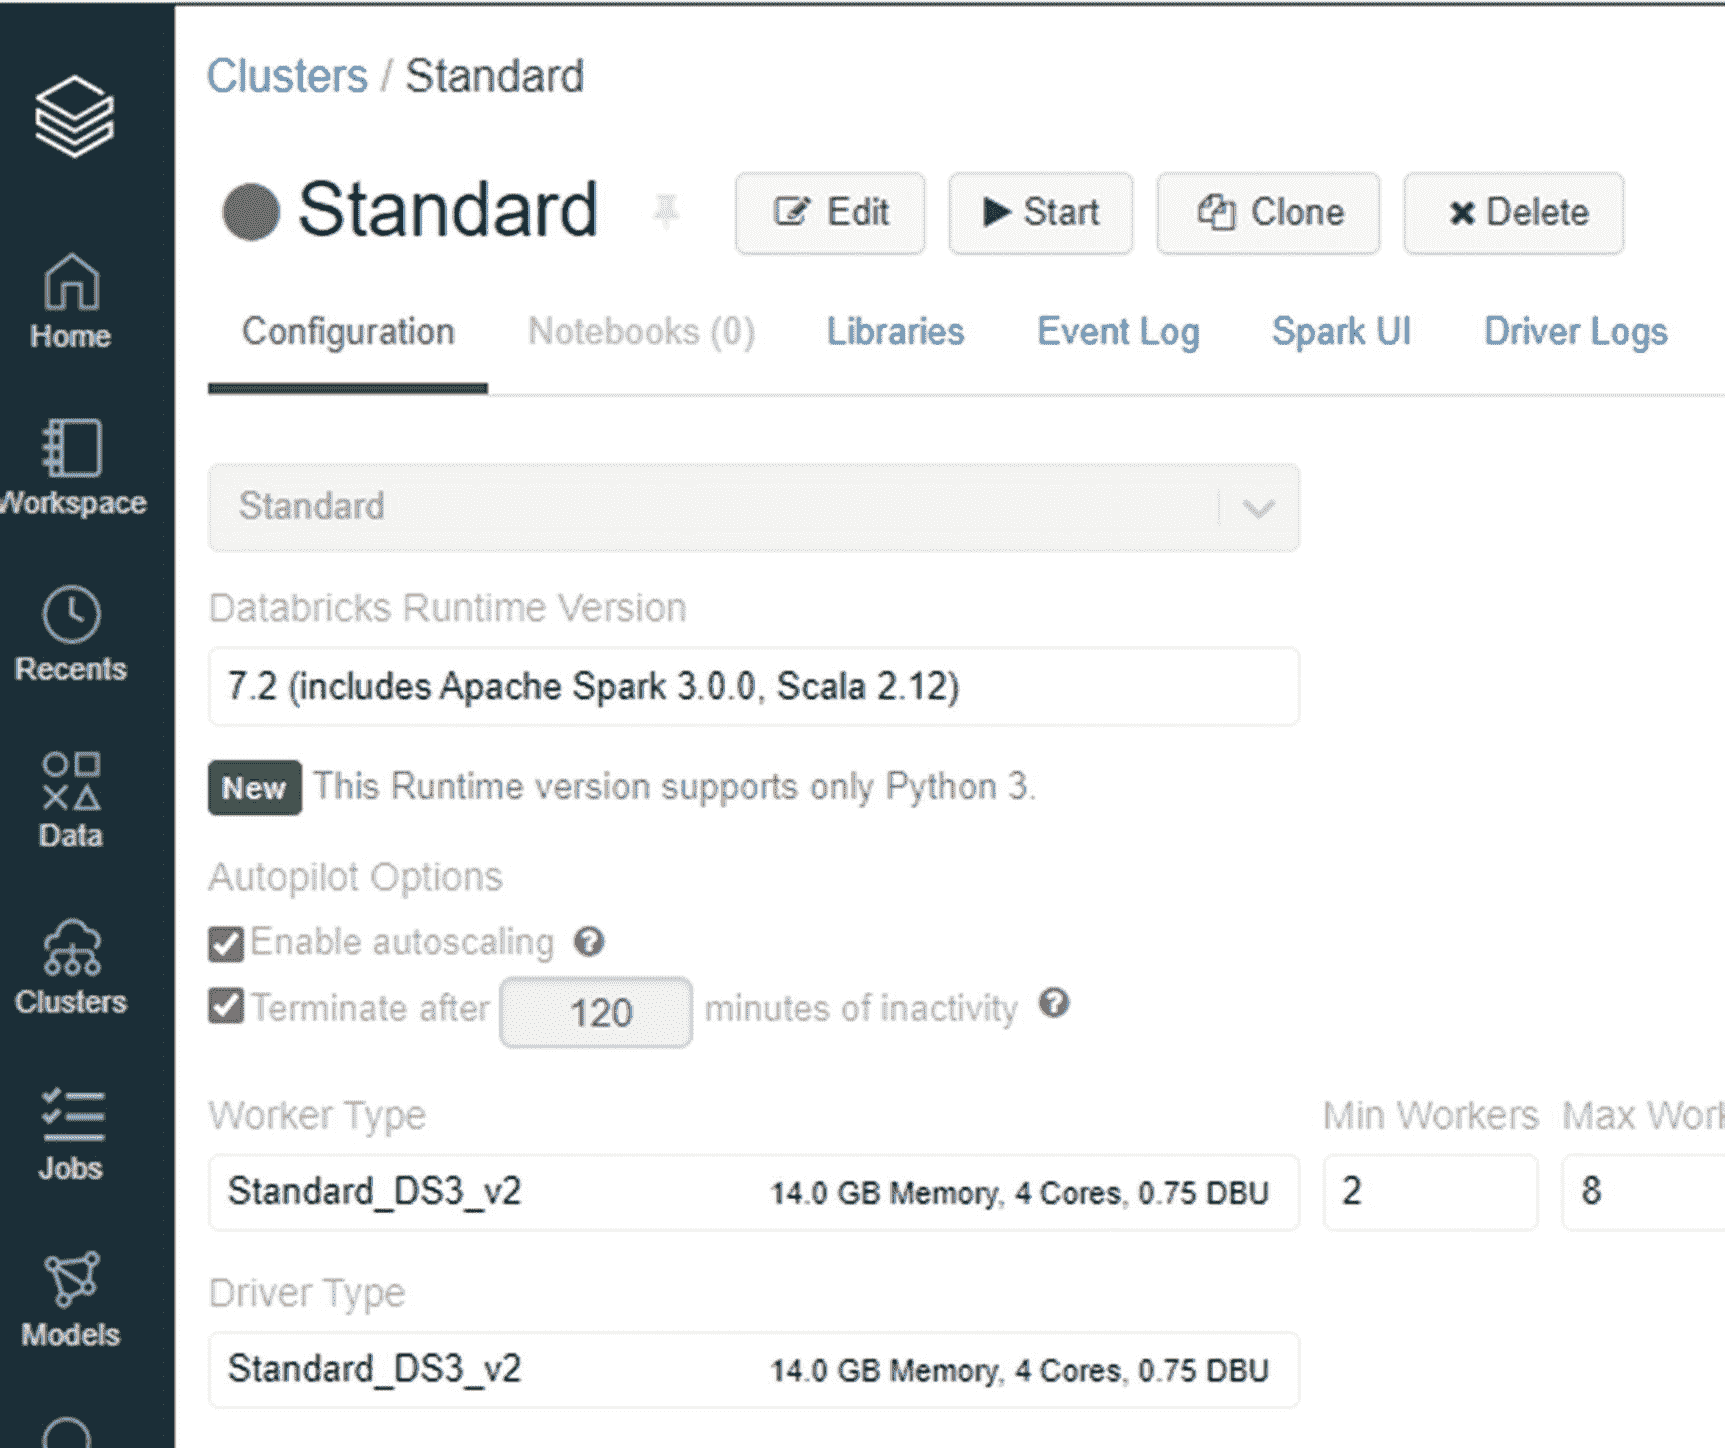 Clusters / Standard
Standard Edit Start Clone Delete
Configuration Notebooks (0) Libraries Event Log Spark UI Driver Logs
Home
Workspace
Recents
Data
Clusters
Jobs
Models
Standard
Databricks Runtime Version
7.2 (includes Apache Spark 3.0.0, Scala 2.12)
New This Runtime version supports only Python 3.
Autopilot Options
Enable autoscaling
Terminate after 120 minutes of inactivity
Worker Type Min Workers Max Work
Standard_DS3_v2 14.0 GB Memory, 4 Cores, 0.75 DBU 2 8
Driver Type
Standard_DS3_v2 14.0 GB Memory, 4 Cores, 0.75 DBU